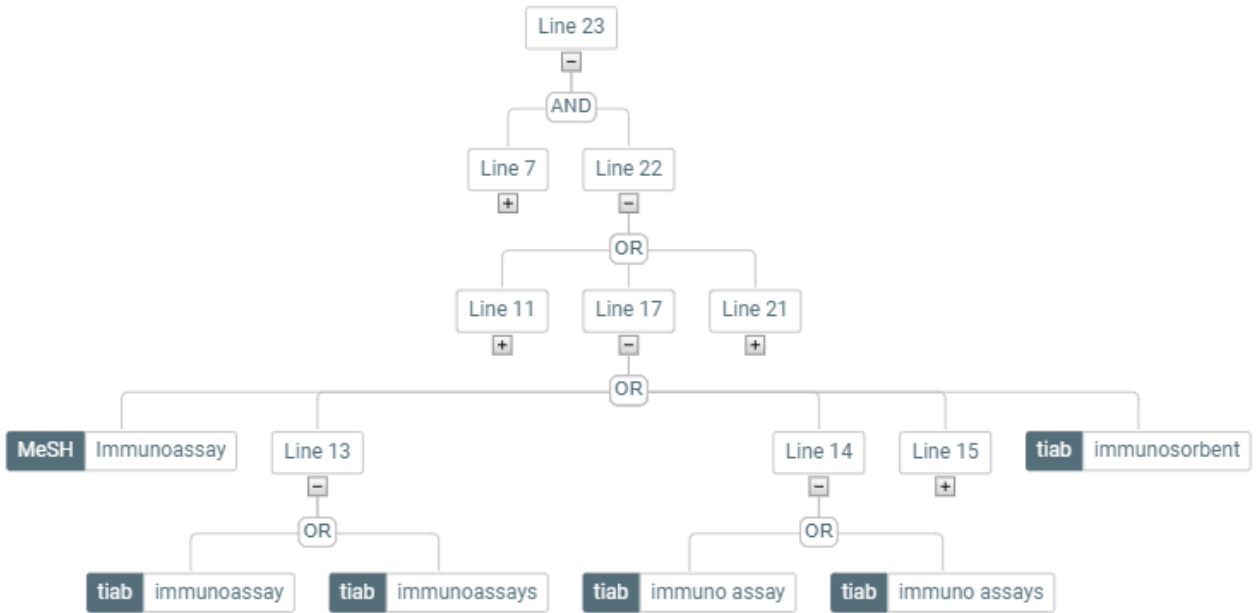 Line 23
AND
Line 7 Line 22
OR
Line 11 Line 17 Line 21
OR
MeSH Immunoassay Line 13 Line 14 Line 15 tiab immunosorbent
OR OR
tiab immunoassay tiab immunoassays tiab immuno assay tiab immuno assays